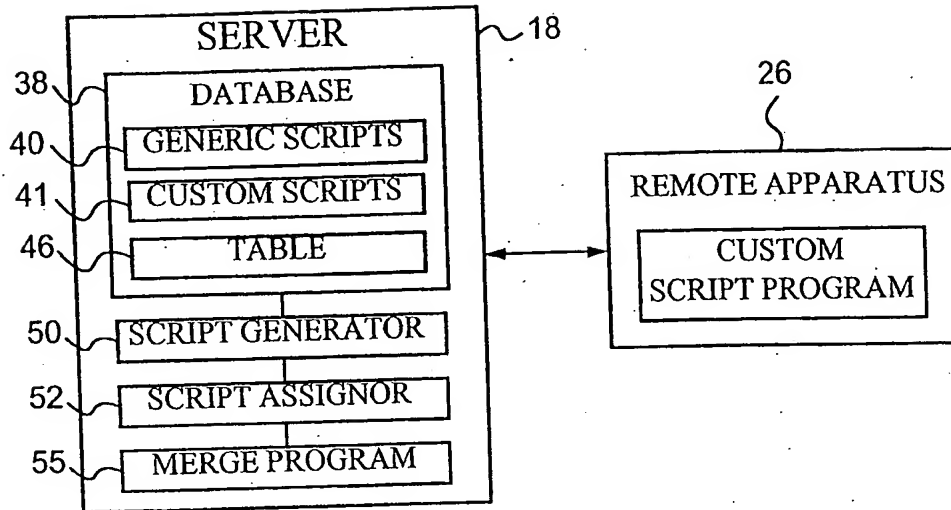 SERVER
18
38
DATABASE
40
GENERIC SCRIPTS
41
CUSTOM SCRIPTS
46
TABLE
50
SCRIPT GENERATOR
52
SCRIPT ASSIGNOR
55
MERGE PROGRAM
26
REMOTE APPARATUS
CUSTOM
SCRIPT PROGRAM